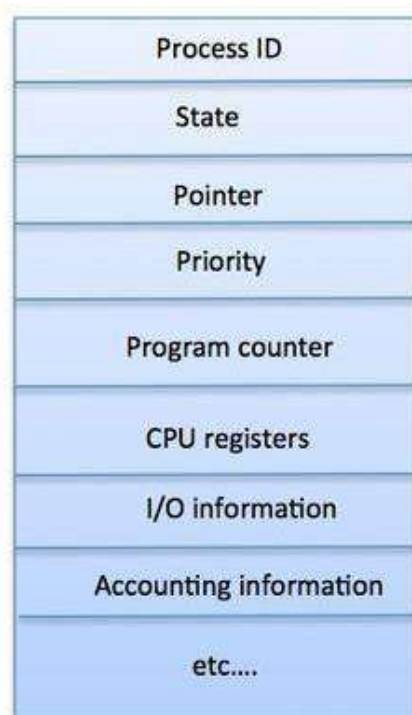 Process ID
State
Pointer
Priority
Program counter
CPU registers
I/O information
Accounting information
etc....